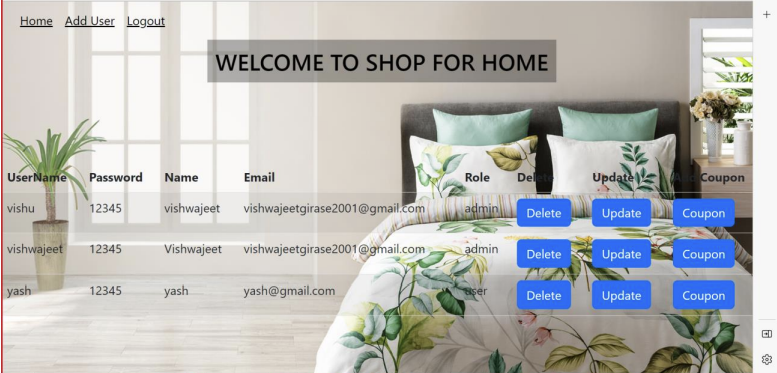 Home Add User Logout
WELCOME TO SHOP FOR HOME
UserName Password Name Email Role Delete Update Add Coupon
vishu 12345 vishwajeet vishwajeetgirase2001@gmail.com admin Delete Update Coupon
vishwajeet 12345 Vishwajeet vishwajeetgirase2001@gmail.com admin Delete Update Coupon
yash 12345 yash yash@gmail.com user Delete Update Coupon